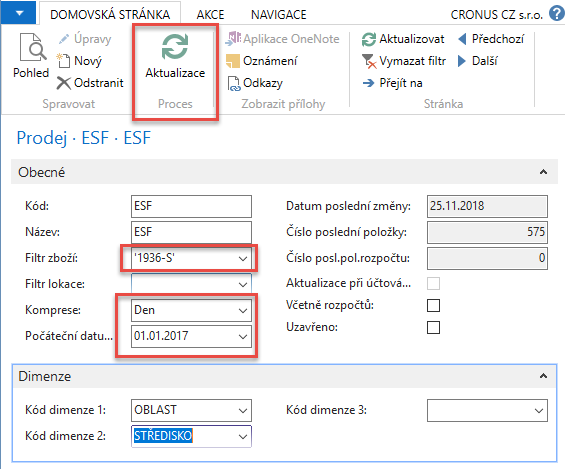 DOMOVSKÁ STRÁNKA AKCE NAVIGACE CRONUS CZ s.r.o. ?
Pohled
Úpravy
Nový
Odstranit
Spravovat
Aktualizace
Proces
Aplikace OneNote
Oznámení
Odkazy
Zobrazit přílohy
Aktualizovat
Vymazat filtr
Přejít na
Předchozí
Další
Stránka
Prodej · ESF · ESF
Obecné
Kód: ESF
Název: ESF
Filtr zboží: '1936-S'
Filtr lokace:
Komprese: Den
Počáteční datu... 01.01.2017
Datum poslední změny: 25.11.2018
Číslo poslední položky: 575
Číslo posl.pol.rozpočtu: 0
Aktualizace při účtová...
Včetně rozpočtů:
Uzavřeno:
Dimenze
Kód dimenze 1: OBLAST
Kód dimenze 2: STŘEDISKO
Kód dimenze 3: